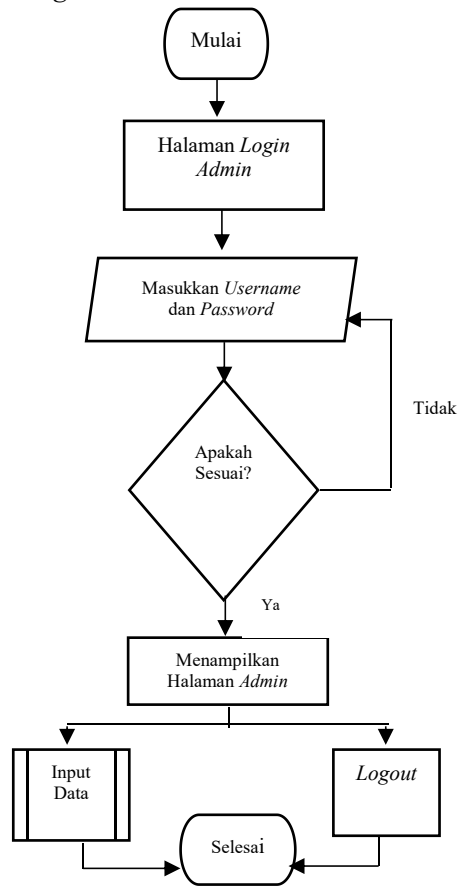 Mulai
Halaman Login
Admin
Masukkan Username
dan Password
Tidak
Apakah
Sesuai?
Ya
Menampilkan
Halaman Admin
Input
Data
Logout
Selesai